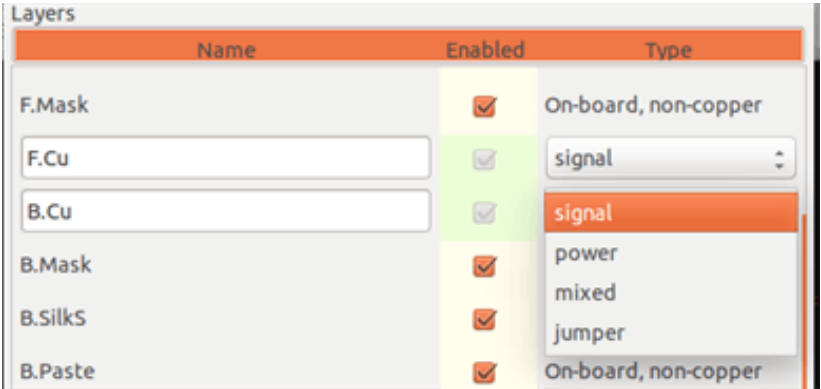 Layers
Name Enabled Type
F.Mask On-board, non-copper
F.Cu signal
B.Cu signal
power
B.Mask mixed
B.SilkS jumper
B.Paste On-board, non-copper